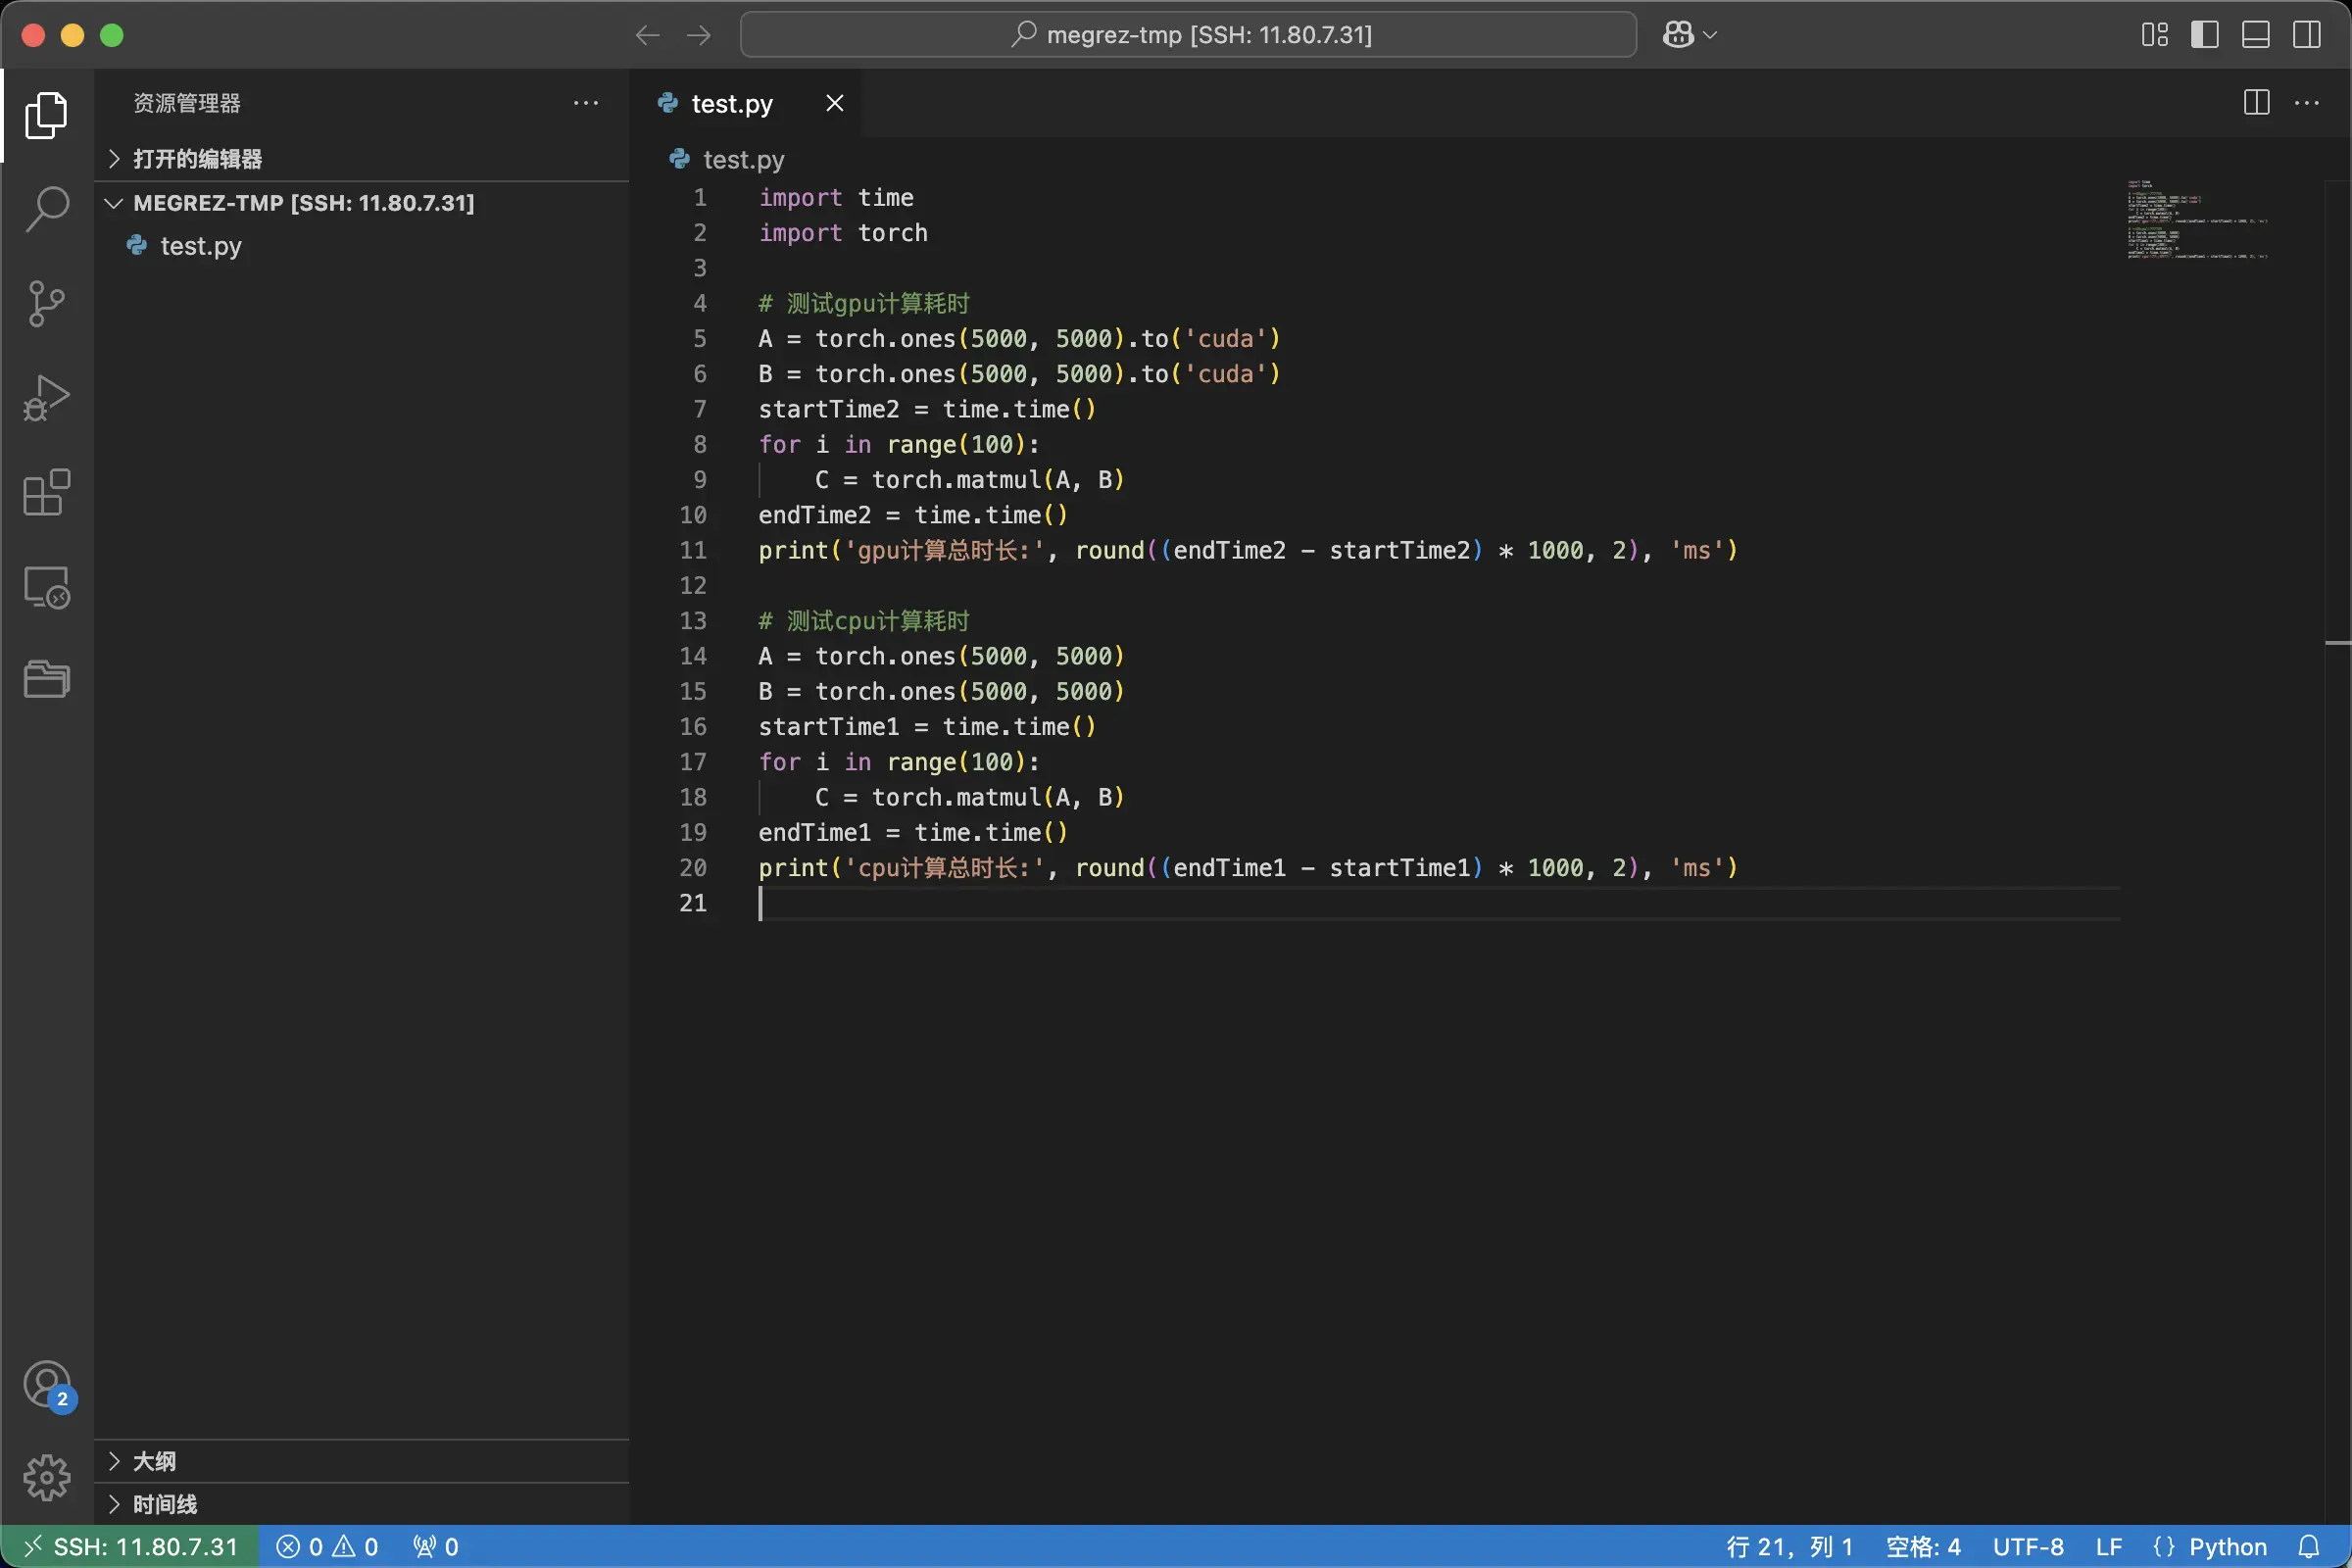 megrez-tmp [SSH: 11.80.7.31]
资源管理器
打开的编辑器
MEGREZ-TMP [SSH: 11.80.7.31]
test.py
test.py
test.py
1 import time
2 import torch
3
4 # 测试gpu计算耗时
5 A = torch.ones(5000, 5000).to('cuda')
6 B = torch.ones(5000, 5000).to('cuda')
7 startTime2 = time.time()
8 for i in range(100):
9     C = torch.matmul(A, B)
10 endTime2 = time.time()
11 print('gpu计算总时长:', round((endTime2 - startTime2) * 1000, 2), 'ms')
12
13 # 测试cpu计算耗时
14 A = torch.ones(5000, 5000)
15 B = torch.ones(5000, 5000)
16 startTime1 = time.time()
17 for i in range(100):
18     C = torch.matmul(A, B)
19 endTime1 = time.time()
20 print('cpu计算总时长:', round((endTime1 - startTime1) * 1000, 2), 'ms')
21
2
大纲
时间线
SSH: 11.80.7.31 0 0 0 行 21，列 1 空格: 4 UTF-8 LF {} Python